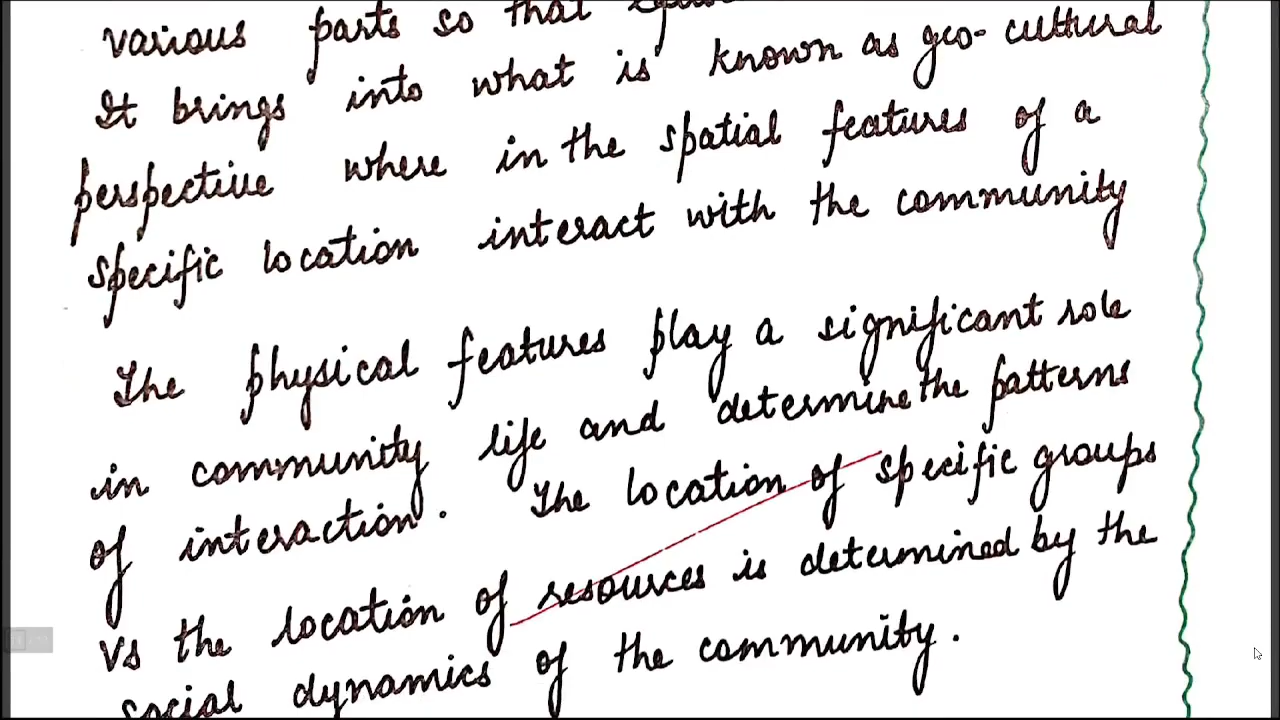 various parts so that
It brings into what is known as geo-cultural
perspective where in the spatial features of a
specific location interact with the community
The physical features play a significant role
in community life and determine the patterns
of interaction. The location of specific groups
vs the location of resources is determined by the
social dynamics of the community.